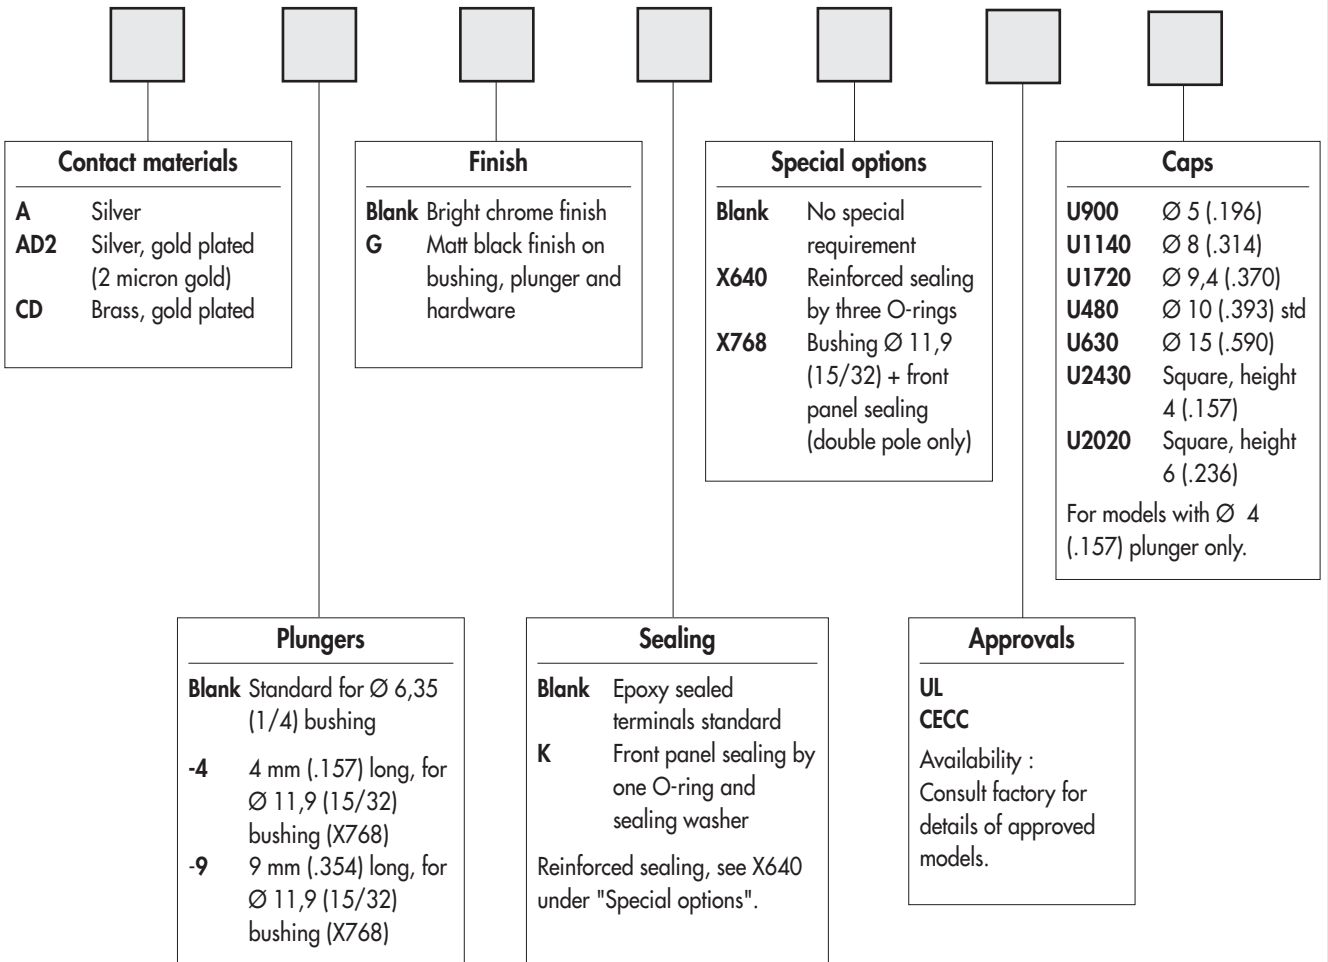 Contact materials
A Silver
AD2 Silver, gold plated
(2 micron gold)
CD Brass, gold plated
Finish
Blank Bright chrome finish
G Matt black finish on
bushing, plunger and
hardware
Special options
Blank No special
requirement
X640 Reinforced sealing
by three O-rings
X768 Bushing Ø 11,9
(15/32) + front
panel sealing
(double pole only)
Caps
U900 Ø 5 (.196)
U1140 Ø 8 (.314)
U1720 Ø 9,4 (.370)
U480 Ø 10 (.393) std
U630 Ø 15 (.590)
U2430 Square, height
4 (.157)
U2020 Square, height
6 (.236)
For models with Ø 4
(.157) plunger only.
Plungers
Blank Standard for Ø 6,35
(1/4) bushing
-4 4 mm (.157) long, for
Ø 11,9 (15/32)
bushing (X768)
-9 9 mm (.354) long, for
Ø 11,9 (15/32)
bushing (X768)
Sealing
Blank Epoxy sealed
terminals standard
K Front panel sealing by
one O-ring and
sealing washer
Reinforced sealing, see X640
under "Special options".
Approvals
UL
CECC
Availability :
Consult factory for
details of approved
models.